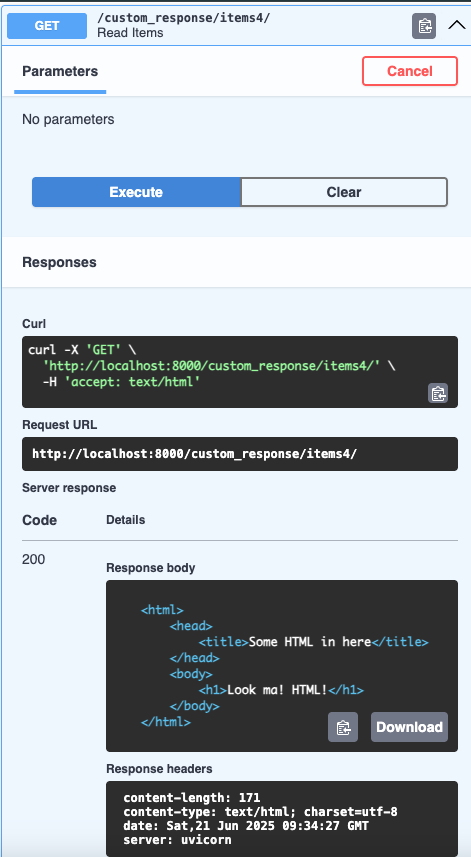 GET /custom_response/items4/
Read Items
Parameters
Cancel
No parameters
Execute
Clear
Responses
Curl
curl -X 'GET' \
  'http://localhost:8000/custom_response/items4/' \
  -H 'accept: text/html'
Request URL
http://localhost:8000/custom_response/items4/
Server response
Code Details
200
Response body
    <html>
        <head>
            <title>Some HTML in here</title>
        </head>
        <body>
            <h1>Look ma! HTML!</h1>
        </body>
    </html>
Download
Response headers
content-length: 171
content-type: text/html; charset=utf-8
date: Sat,21 Jun 2025 09:34:27 GMT
server: uvicorn